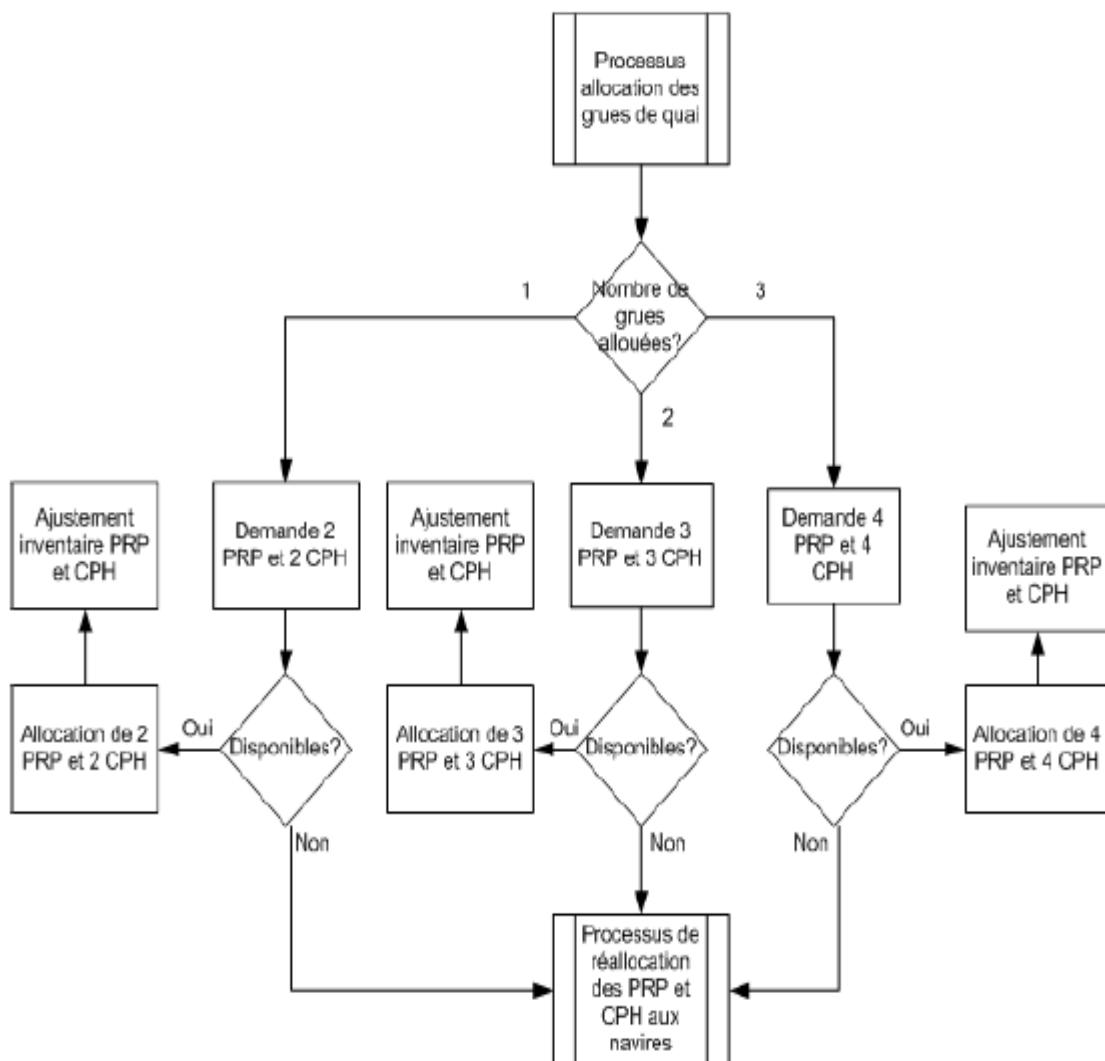 Processus
allocation des
grues de quai
1
3
Nombre de
grues
allouées?
2
Ajustement
inventaire PRP
et CPH
Demande 2
PRP et 2 CPH
Ajustement
inventaire PRP
et CPH
Demande 3
PRP et 3 CPH
Demande 4
PRP et 4
CPH
Ajustement
inventaire PRP
et CPH
Allocation de 2
PRP et 2 CPH
Oui
Disponibles?
Allocation de 3
PRP et 3 CPH
Oui
Disponibles?
Disponibles?
Oui
Allocation de 4
PRP et 4 CPH
Non
Non
Non
Processus de
réallocation
des PRP et
CPH aux
navires